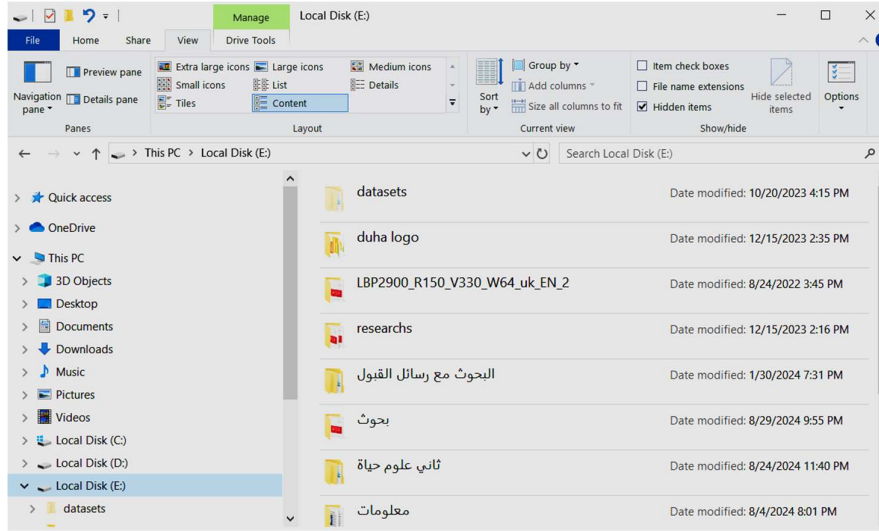 Manage Local Disk (E:)
File Home Share View Drive Tools
Navigation pane
Preview pane
Details pane
Panes
Extra large icons Large icons Medium icons
Small icons List Details
Tiles Content
Layout
Sort by
Group by
Add columns
Size all columns to fit
Current view
Item check boxes
File name extensions
Hidden items
Hide selected items
Show/hide
Options
This PC > Local Disk (E:)
Search Local Disk (E:)
Quick access
OneDrive
This PC
3D Objects
Desktop
Documents
Downloads
Music
Pictures
Videos
Local Disk (C:)
Local Disk (D:)
Local Disk (E:)
datasets
datasets Date modified: 10/20/2023 4:15 PM
duha logo Date modified: 12/15/2023 2:35 PM
LBP2900_R150_V330_W64_uk_EN_2 Date modified: 8/24/2022 3:45 PM
researchs Date modified: 12/15/2023 2:16 PM
البحوث مع رسائل القبول Date modified: 1/30/2024 7:31 PM
بحوث Date modified: 8/29/2024 9:55 PM
ثاني علوم حياة Date modified: 8/24/2024 11:40 PM
معلومات Date modified: 8/4/2024 8:01 PM